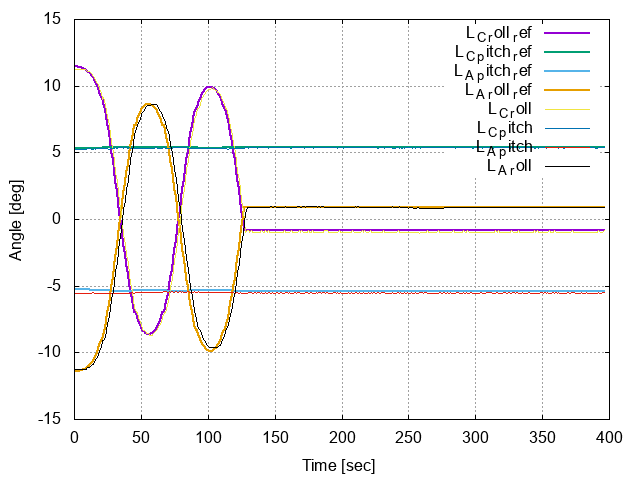 15
10
5
0
-5
-10
-15
0 50 100 150 200 250 300 350 400
Angle [deg]
Time [sec]
L_Croll_ref
L_Cpitch_ref
L_Apitch_ref
L_Aroll_ref
L_Croll
L_Cpitch
L_Apitch
L_Aroll